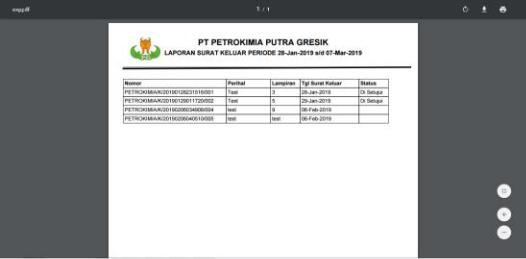 1 / 1
PT PETROKIMIA PUTRA GRESIK
LAPORAN SURAT KELUAR PERIODE 28-Jan-2019 s/d 07-Mar-2019
Nomor Perihal Lampiran Tgl Surat Keluar Status
PETROKIMIA/K/20190128231516/001 Test 3 28-Jan-2019 Di Setujui
PETROKIMIA/K/20190129011720/002 Test 5 29-Jan-2019 Di Setujui
PETROKIMIA/K/20190206034909/004 test 9 06-Feb-2019
PETROKIMIA/K/20190206040510/005 test test 06-Feb-2019